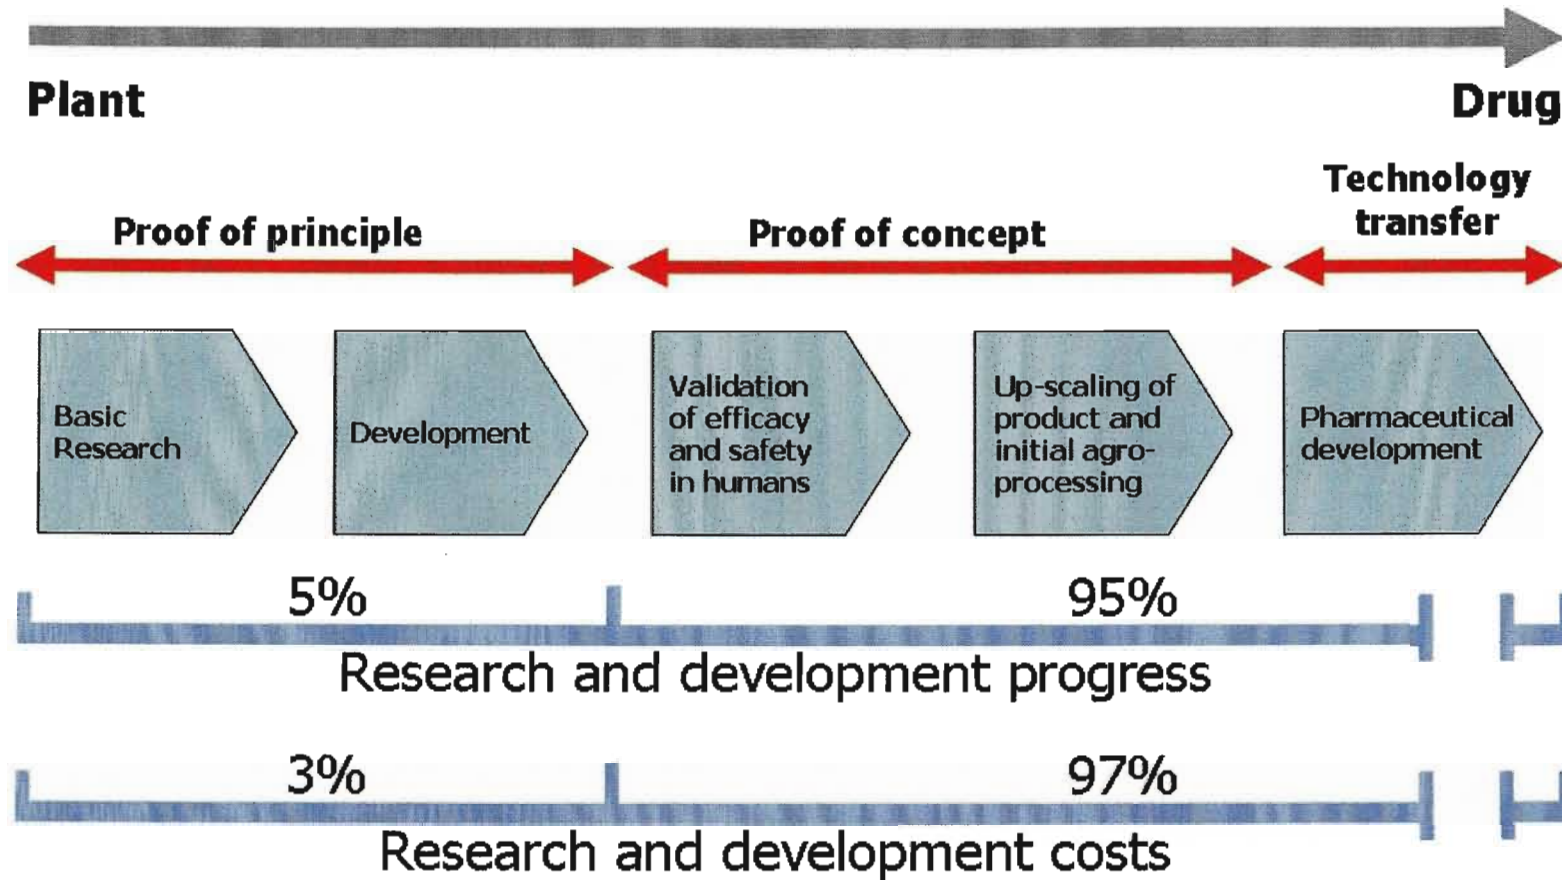 Plant
Drug
Proof of principle
Proof of concept
Technology
transfer
Basic
Research
Development
Validation
of efficacy
and safety
in humans
Up-scaling of
product and
initial agro-
processing
Pharmaceutical
development
5%
95%
Research and development progress
3%
97%
Research and development costs